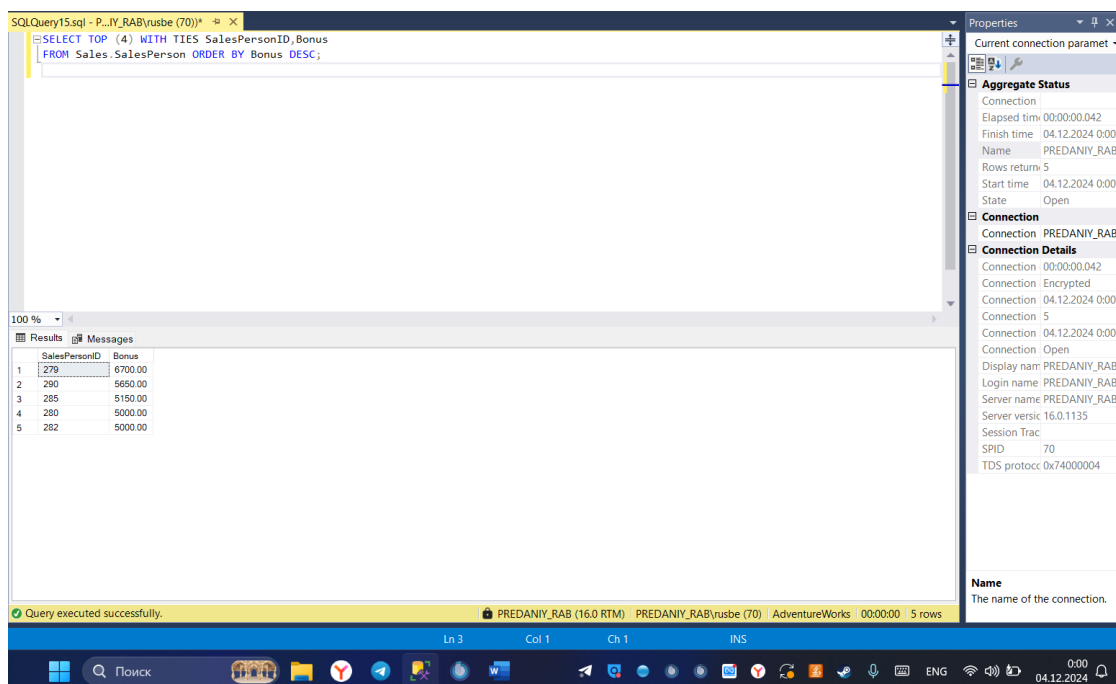 SQLQuery15.sql - P...IY_RAB\rusbe (70))*
SELECT TOP (4) WITH TIES SalesPersonID,Bonus
FROM Sales.SalesPerson ORDER BY Bonus DESC;
100 %
Results Messages
SalesPersonID Bonus
1 279 6700.00
2 290 5650.00
3 285 5150.00
4 280 5000.00
5 282 5000.00
Query executed successfully. PREDANIY_RAB (16.0 RTM) PREDANIY_RAB\rusbe (70) AdventureWorks 00:00:00 5 rows
Properties
Current connection paramet
Aggregate Status
Connection
Elapsed tim 00:00:00.042
Finish time 04.12.2024 0:00
Name PREDANIY_RAB
Rows return 5
Start time 04.12.2024 0:00
State Open
Connection
Connection PREDANIY_RAB
Connection Details
Connection 00:00:00.042
Connection Encrypted
Connection 04.12.2024 0:00
Connection 5
Connection 04.12.2024 0:00
Connection Open
Display nam PREDANIY_RAB
Login name PREDANIY_RAB
Server name PREDANIY_RAB
Server versic 16.0.1135
Session Trac
SPID 70
TDS protocc 0x74000004
Name
The name of the connection.
Ln 3 Col 1 Ch 1 INS
Поиск ENG 0:00
04.12.2024